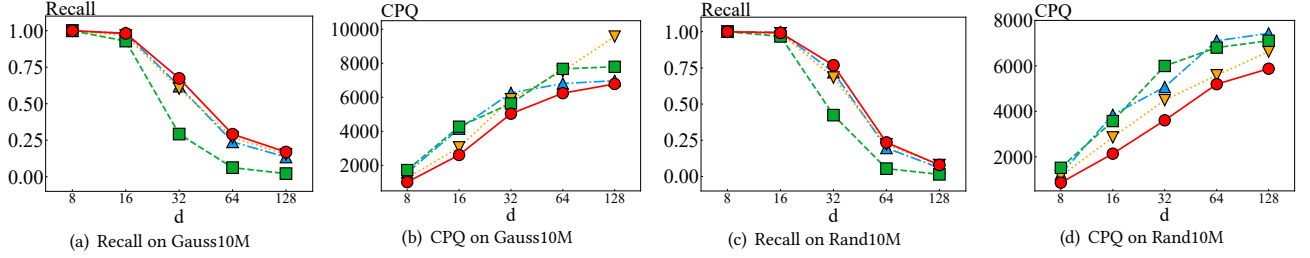 Recall
1.00
0.75
0.50
0.25
0.00
8 16 32 64 128
d
(a) Recall on Gauss10M
CPQ
10000
8000
6000
4000
2000
8 16 32 64 128
d
(b) CPQ on Gauss10M
Recall
1.00
0.75
0.50
0.25
0.00
8 16 32 64 128
d
(c) Recall on Rand10M
CPQ
8000
6000
4000
2000
8 16 32 64 128
d
(d) CPQ on Rand10M